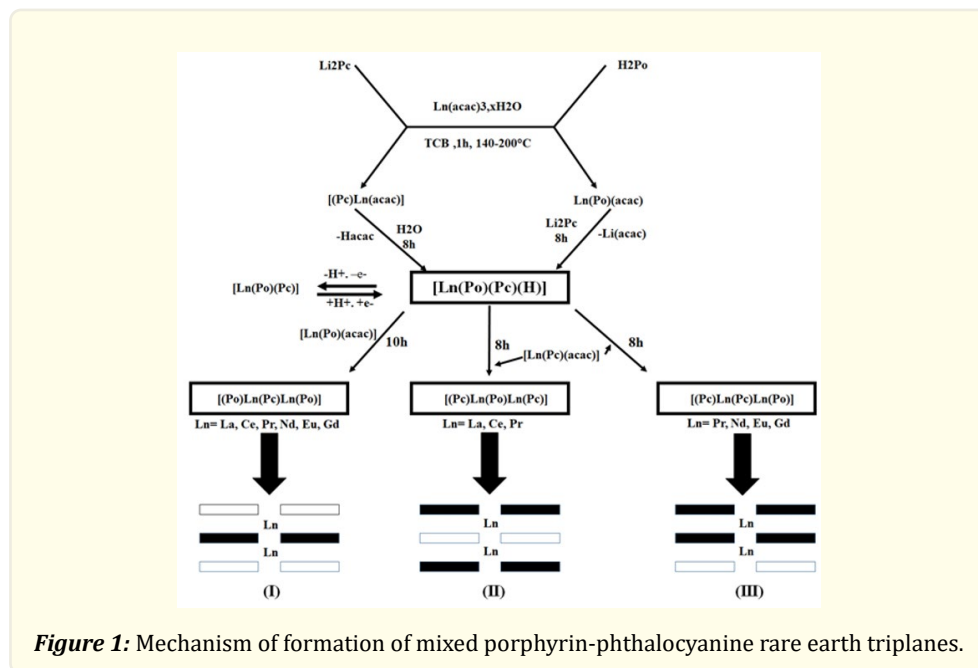 Li2Pc
H2Po
Ln(acac)3,xH2O
TCB ,1h, 140-200°C
[(Pc)Ln(acac)]
Ln(Po)(acac)
-Hacac
H2O
8h
Li2Pc
8h
-Li(acac)
[Ln(Po)(Pc)]
-H+. –e-
+H+. +e-
[Ln(Po)(Pc)(H)]
[Ln(Po)(acac)]
10h
8h
[Ln(Pc)(acac)]
8h
[(Po)Ln(Pc)Ln(Po)]
[(Pc)Ln(Po)Ln(Pc)]
[(Pc)Ln(Pc)Ln(Po)]
Ln= La, Ce, Pr, Nd, Eu, Gd
Ln= La, Ce, Pr
Ln= Pr, Nd, Eu, Gd
Ln
Ln
Ln
Ln
Ln
Ln
(I)
(II)
(III)
Figure 1: Mechanism of formation of mixed porphyrin-phthalocyanine rare earth triplanes.